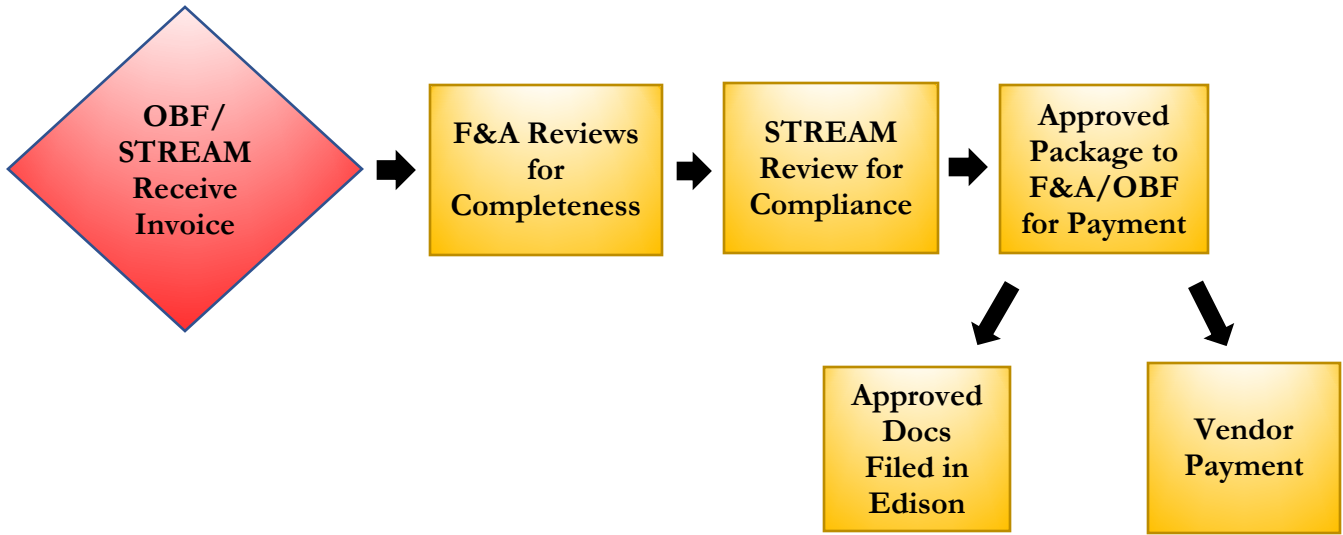 OBF/
STREAM
Receive
Invoice
F&A Reviews
for
Completeness
STREAM
Review for
Compliance
Approved
Package to
F&A/OBF
for Payment
Approved
Docs
Filed in
Edison
Vendor
Payment